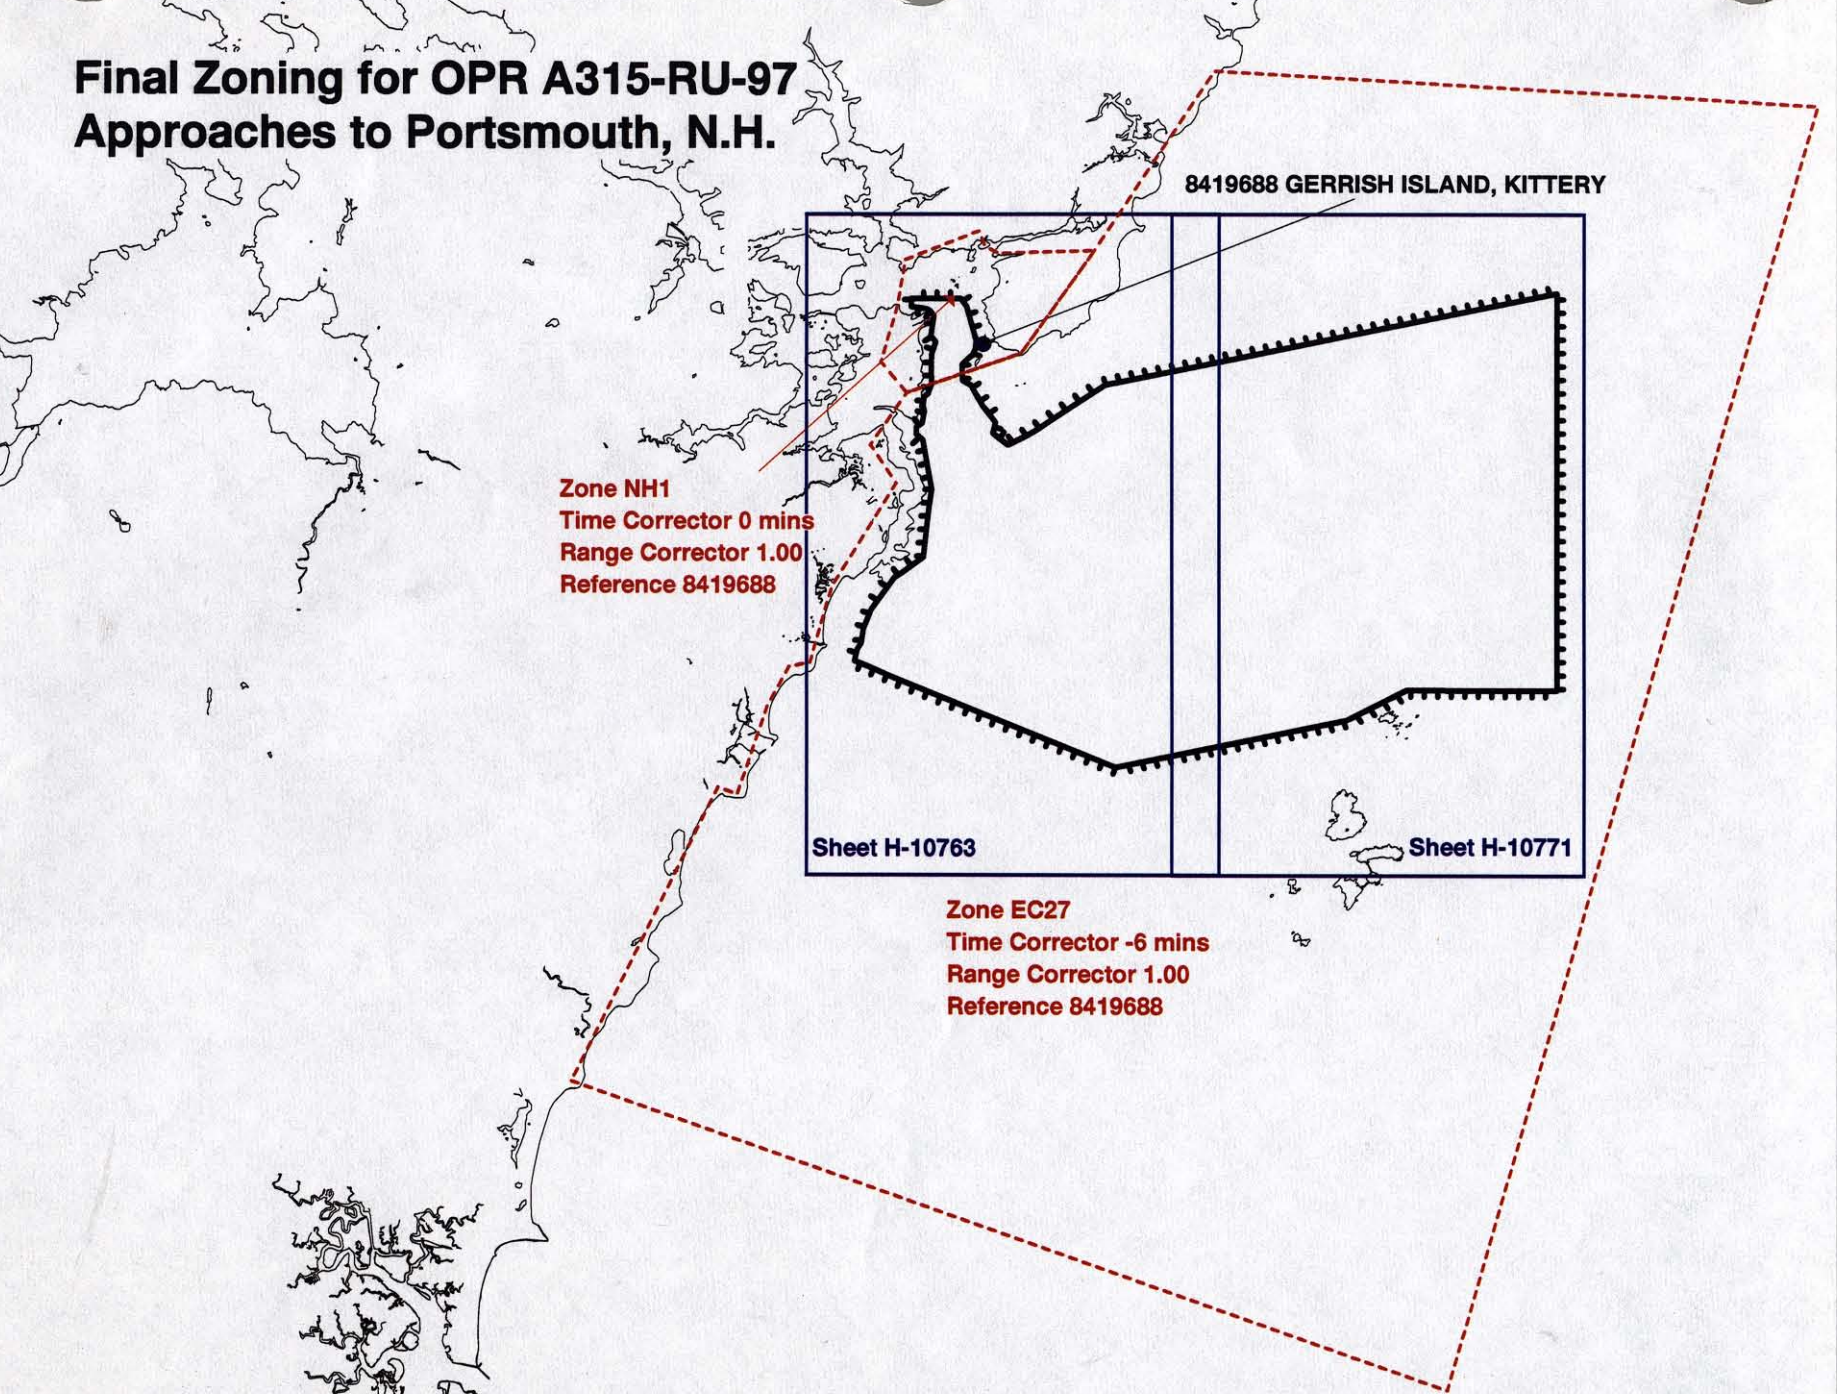 Final Zoning for OPR A315-RU-97
Approaches to Portsmouth, N.H.
8419688 GERRISH ISLAND, KITTERY
Zone NH1
Time Corrector 0 mins
Range Corrector 1.00
Reference 8419688
Sheet H-10763
Sheet H-10771
Zone EC27
Time Corrector -6 mins
Range Corrector 1.00
Reference 8419688